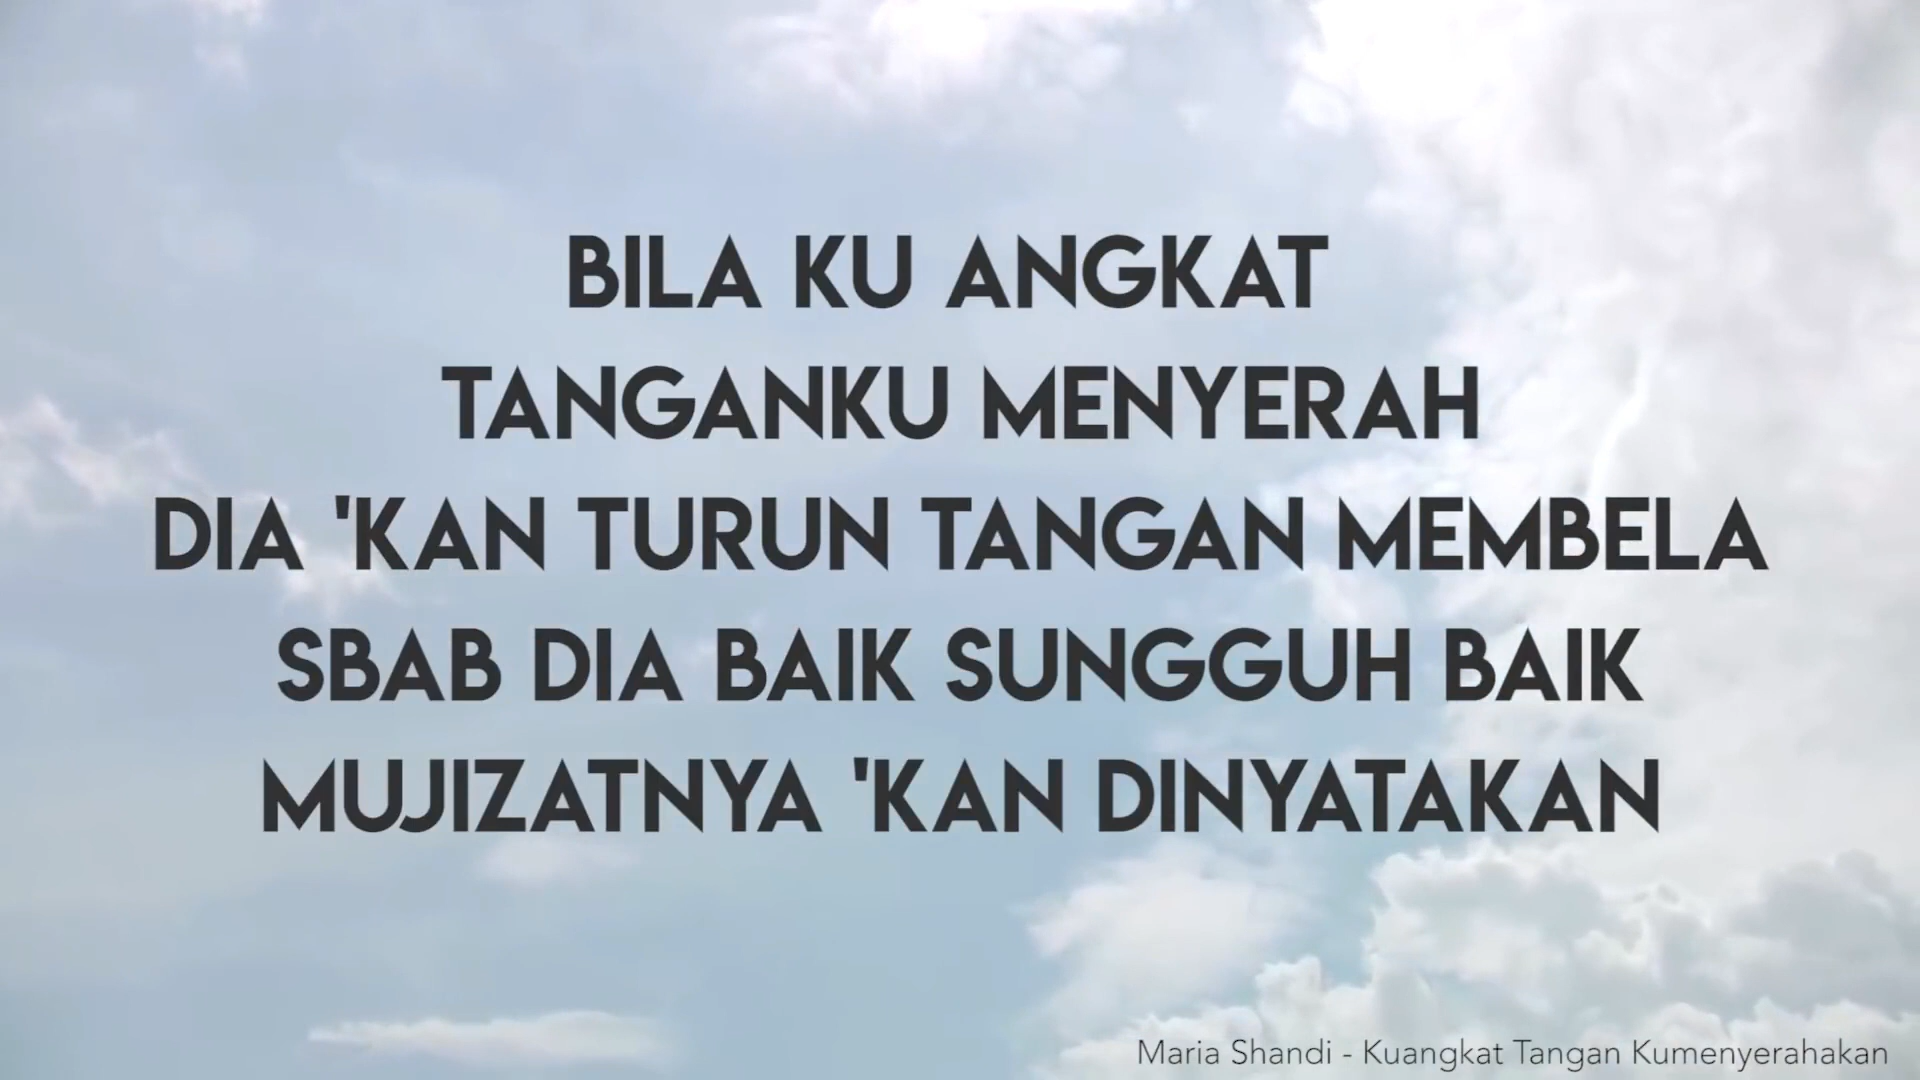 BILA KU ANGKAT
TANGANKU MENYERAH
DIA 'KAN TURUN TANGAN MEMBELA
SBAB DIA BAIK SUNGGUH BAIK
MUJIZATNYA 'KAN DINYATAKAN
Maria Shandi - Kuangkat Tangan Kumenyerahakan